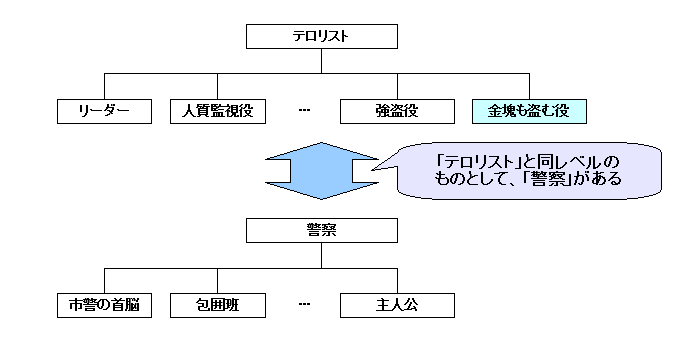 テロリスト
リーダー
人質監視役
…
強盗役
金塊も盗む役
「テロリスト」と同レベルの
ものとして、「警察」がある
警察
市警の首脳
包囲班
…
主人公